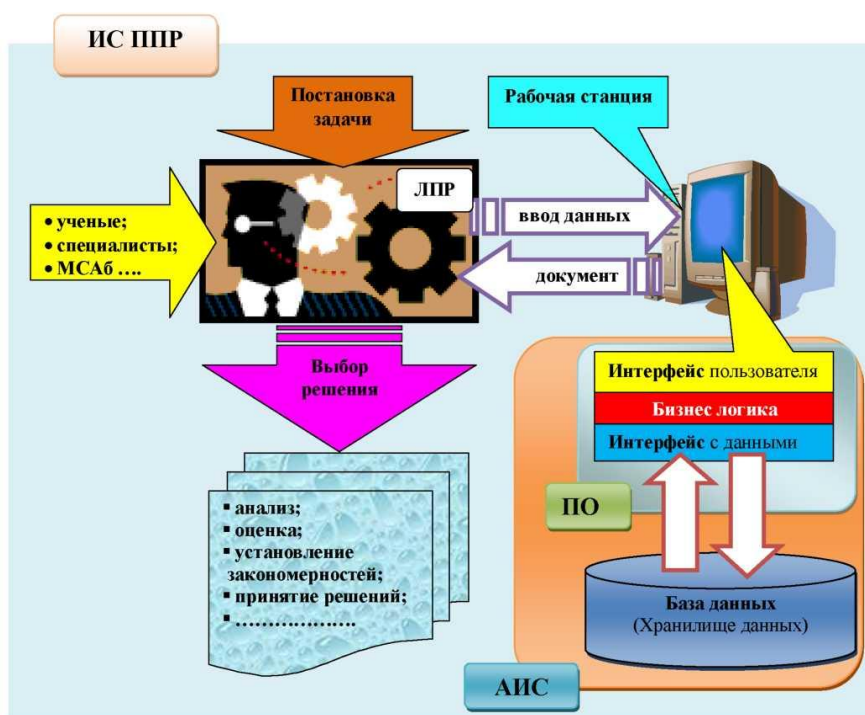 ИС ППР
Постановка
задачи
Рабочая станция
ЛПР
• ученые;
• специалисты;
• МСАб ....
ввод данных
документ
Выбор
решения
Интерфейс пользователя
Бизнес логика
Интерфейс с данными
ПО
▪ анализ;
▪ оценка;
▪ установление
закономерностей;
▪ принятие решений;
▪ ....................
База данных
(Хранилище данных)
АИС